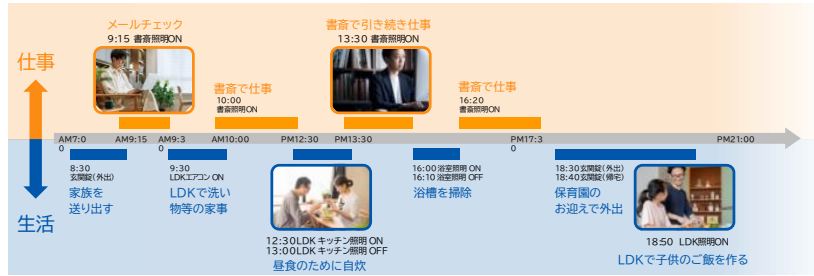 メールチェック
9:15 書斎照明ON
書斎で引き続き仕事
13:30 書斎照明ON
仕事
書斎で仕事
10:00
書斎照明ON
書斎で仕事
16:20
書斎照明ON
AM7:0
0
AM9:15
AM9:3
0
AM10:00
PM12:30
PM13:30
PM17:3
0
PM21:00
生活
8:30
玄関錠(外出)
家族を
送り出す
9:30
LDKエアコン ON
LDKで洗い
物等の家事
12:30LDK キッチン照明 ON
13:00LDK キッチン照明 OFF
昼食のために自炊
16:00浴室照明 ON
16:10浴室照明 OFF
浴槽を掃除
18:30玄関錠(外出)
18:40玄関錠(帰宅)
保育園の
お迎えで外出
18:50 LDK照明ON
LDKで子供のご飯を作る